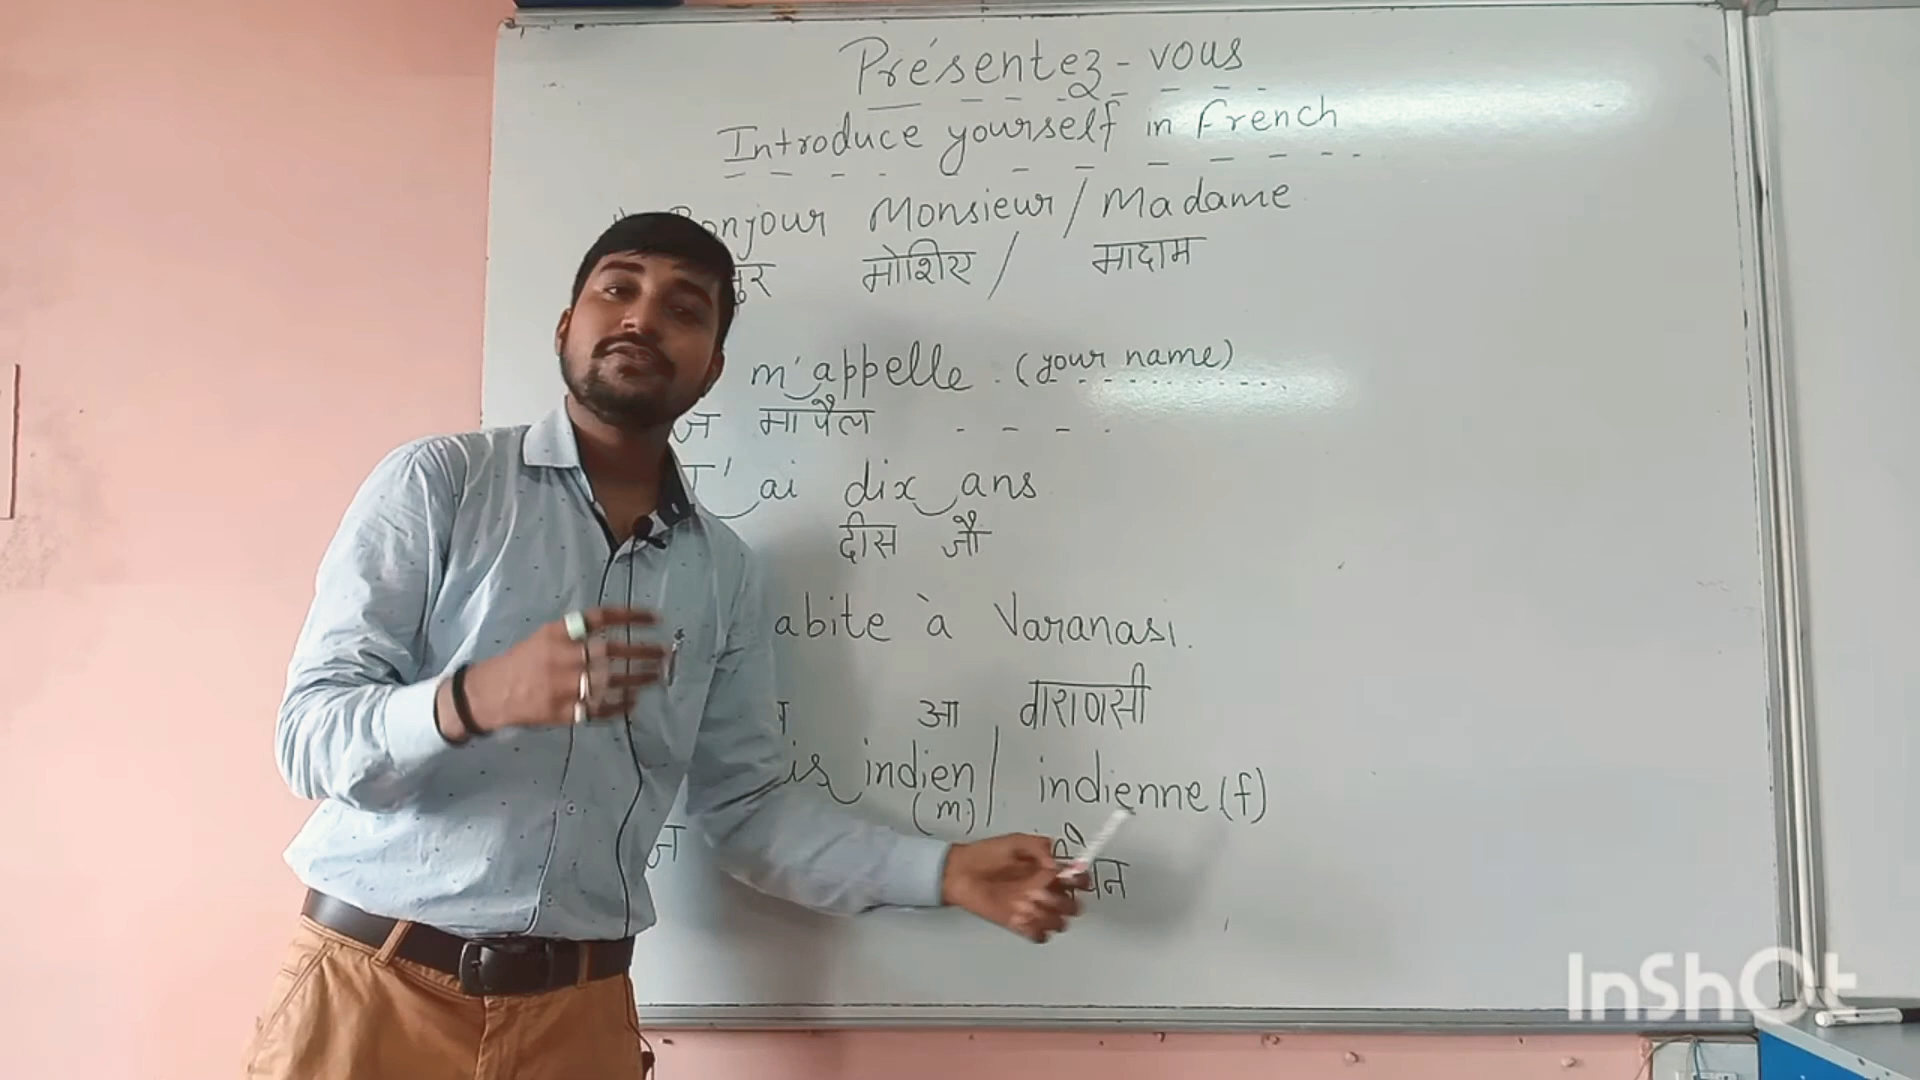 Présentez-vous
Introduce yourself in French
Bonjour Monsieur / Madame
मोशिए / मादाम
m'appelle (your name)
ज मापैल
J'ai dix ans
दीस जाँ
abite à Varanasi.
आ वाराणसी
is indien / indienne (f)
(m)
ज
InShOt